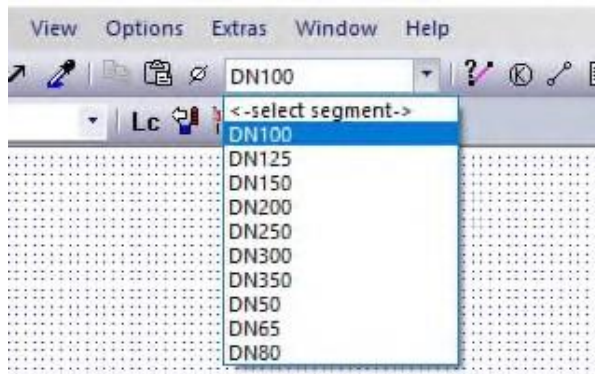 View Options Extras Window Help
DN100
Lc
<-select segment->
DN100
DN125
DN150
DN200
DN250
DN300
DN350
DN50
DN65
DN80